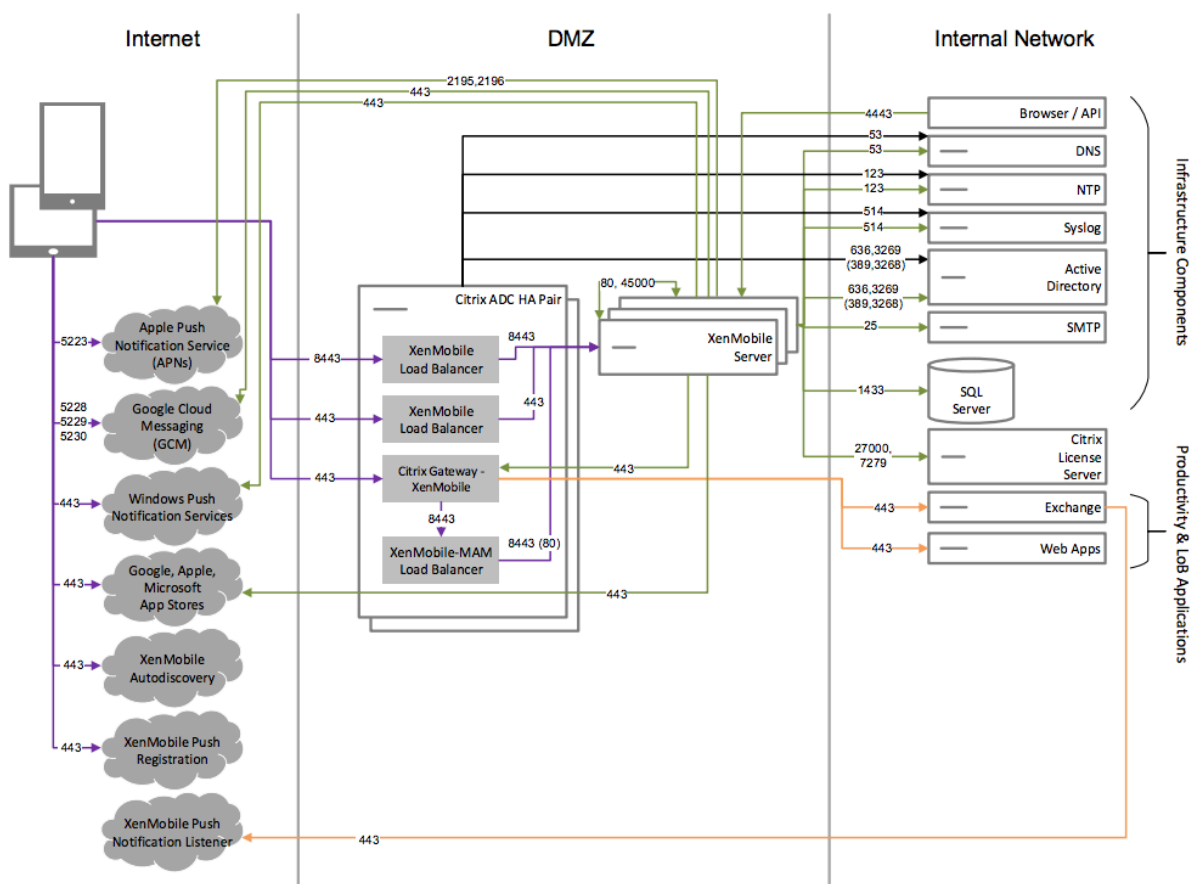 Internet
DMZ
Internal Network
2195,2196
443
443
4443
Browser / API
53
53
DNS
123
123
NTP
514
514
Syslog
636,3269
(389,3268)
636,3269
(389,3268)
Active
Directory
25
SMTP
1433
SQL
Server
27000,
7279
Citrix
License
Server
443
Exchange
443
Web Apps
Infrastructure Components
Productivity & LoB Applications
Citrix ADC HA Pair
80, 45000
XenMobile
Server
8443
XenMobile
Load Balancer
8443
443
XenMobile
Load Balancer
443
443
Citrix Gateway -
XenMobile
443
8443
XenMobile-MAM
Load Balancer
8443 (80)
443
5223
Apple Push
Notification Service
(APNs)
5228
5229
5230
Google Cloud
Messaging
(GCM)
443
Windows Push
Notification Services
443
Google, Apple,
Microsoft
App Stores
443
XenMobile
Autodiscovery
443
XenMobile Push
Registration
XenMobile Push
Notification Listener
443